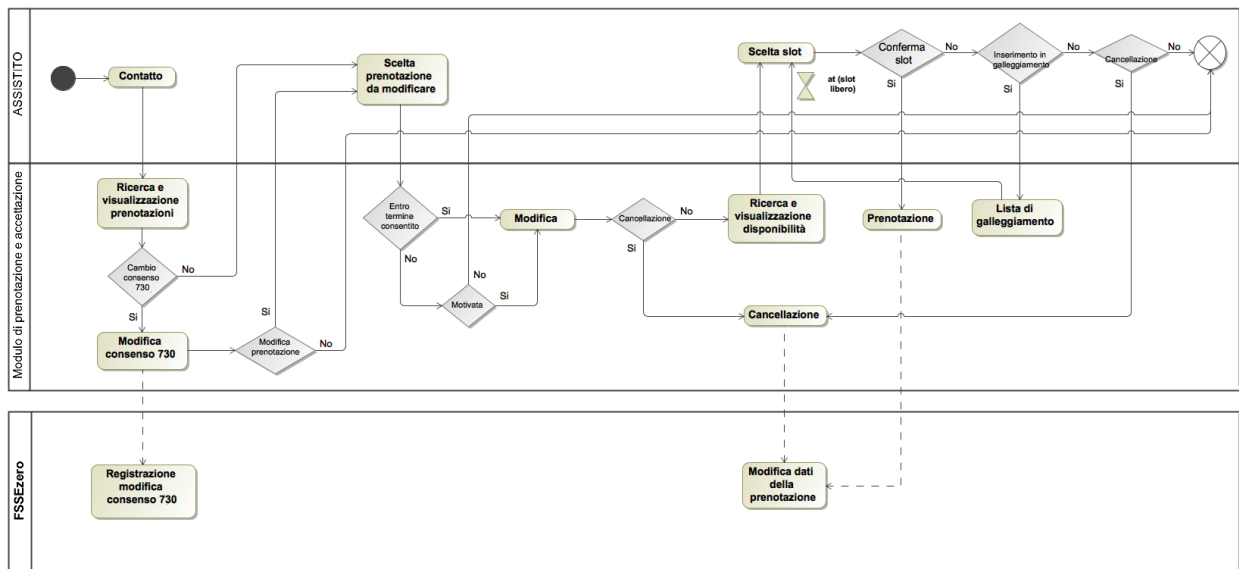 ASSISTITO
Contatto
Scelta
prenotazione
da modificare
Scelta slot
at (slot
libero)
Conferma
slot
No
Si
Inserimento in
galleggiamento
No
Si
Cancellazione
No
Si
Modulo di prenotazione e accettazione
Ricerca e
visualizzazione
prenotazioni
Cambio
consenso
730
No
Si
Modifica
consenso 730
Modifica
prenotazione
Si
No
Entro
termine
consentito
Si
No
Motivata
No
Si
Modifica
Cancellazione
No
Si
Ricerca e
visualizzazione
disponibilità
Prenotazione
Lista di
galleggiamento
Cancellazione
FSSEzero
Registrazione
modifica
consenso 730
Modifica dati
della
prenotazione